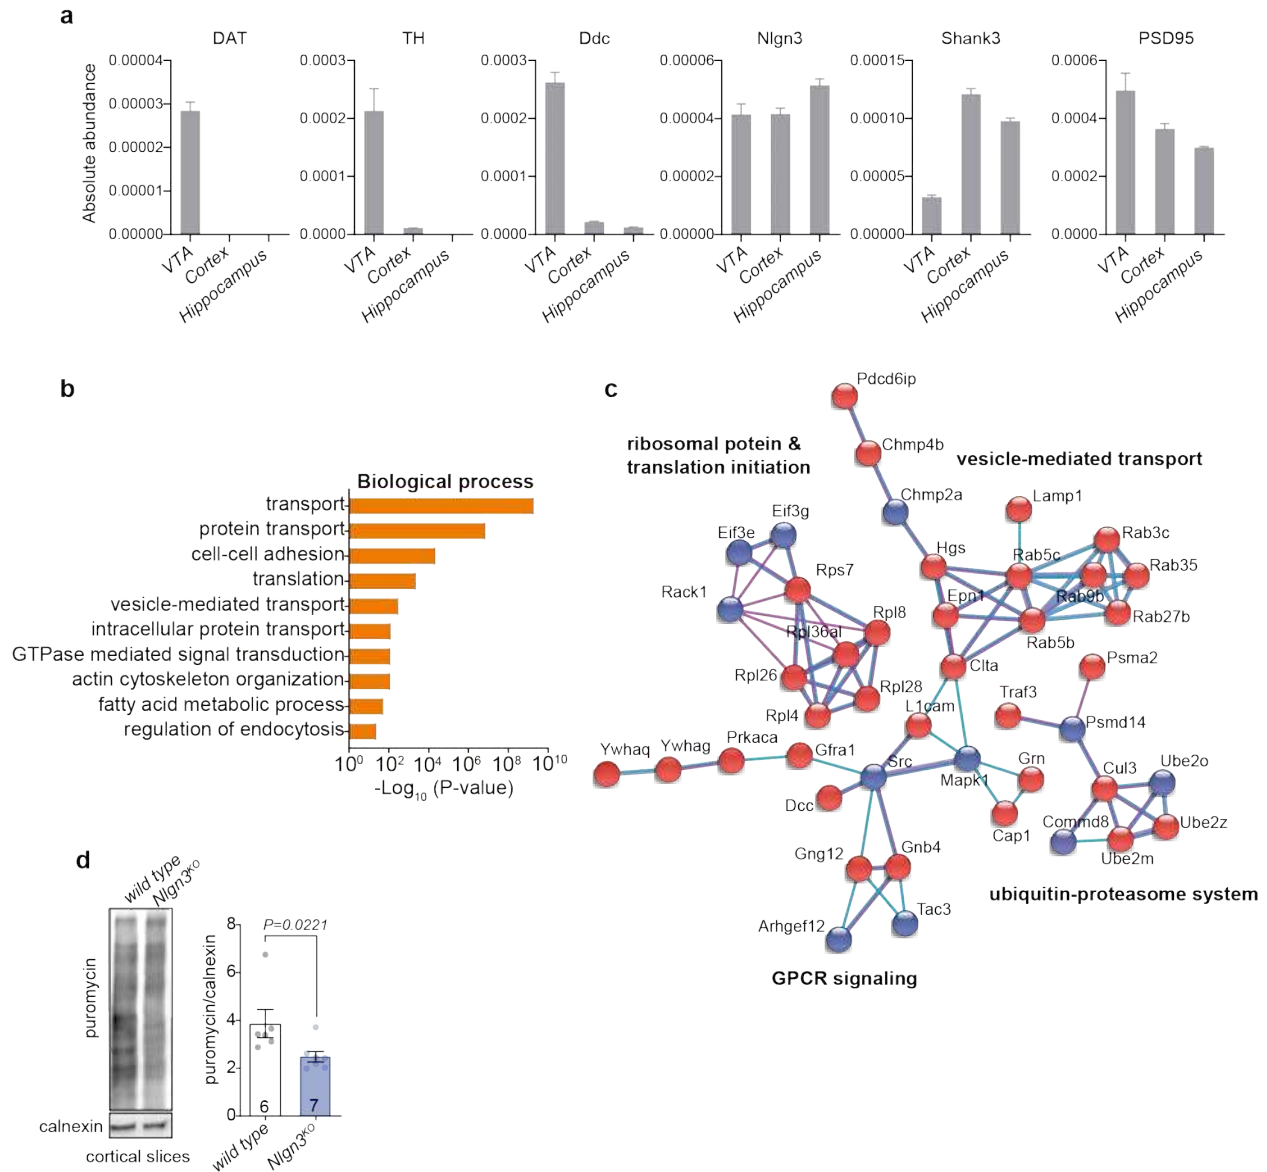 a
DAT
TH
Ddc
Nlgn3
Shank3
PSD95
Absolute abundance
0.00004
0.00003
0.00002
0.00001
0.00000
VTA
Cortex
Hippocampus
0.0003
0.0002
0.0001
0.0000
VTA
Cortex
Hippocampus
0.0003
0.0002
0.0001
0.0000
VTA
Cortex
Hippocampus
0.00006
0.00004
0.00002
0.00000
VTA
Cortex
Hippocampus
0.00015
0.00010
0.00005
0.00000
VTA
Cortex
Hippocampus
0.0006
0.0004
0.0002
0.0000
VTA
Cortex
Hippocampus
b
Biological process
transport
protein transport
cell-cell adhesion
translation
vesicle-mediated transport
intracellular protein transport
GTPase mediated signal transduction
actin cytoskeleton organization
fatty acid metabolic process
regulation of endocytosis
10⁰ 10² 10⁴ 10⁶ 10⁸ 10¹⁰
-Log₁₀ (P-value)
c
ribosomal potein &
translation initiation
vesicle-mediated transport
Pdcd6ip
Chmp4b
Chmp2a
Lamp1
Hgs
Rab5c
Rab3c
Rab35
Epn1
Rab9b
Rab27b
Rab5b
Clta
Eif3g
Eif3e
Rps7
Rack1
Rpl8
Rpl36al
Rpl26
Rpl28
Rpl4
L1cam
Psma2
Traf3
Psmd14
Ywhaq
Ywhag
Prkaca
Gfra1
Src
Mapk1
Grn
Cul3
Ube2o
Dcc
Cap1
Commd8
Ube2z
Ube2m
Gng12
Gnb4
ubiquitin-proteasome system
Arhgef12
Tac3
GPCR signaling
d
wild type
Nlgn3ᴷᴼ
puromycin
calnexin
cortical slices
puromycin/calnexin
8
6
4
2
0
P=0.0221
6
7
wild type
Nlgn3ᴷᴼ